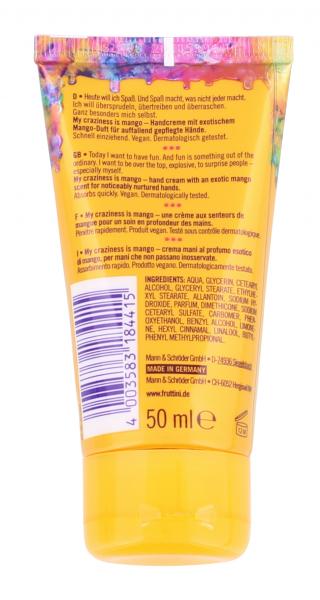 D • Heute will ich Spaß. Und Spaß macht, was nicht jeder macht.
Ich will übersprudeln, übertreiben und überraschen.
Ganz besonders mich selbst.
My craziness is mango – Handcreme mit exotischem
Mango-Duft für auffallend gepflegte Hände.
Schnell einziehend. Vegan. Dermatologisch getestet.
GB • Today I want to have fun. And fun is something out of the
ordinary. I want to be over the top, explosive, to surprise people –
especially myself.
My craziness is mango – hand cream with an exotic mango
scent for noticeably nurtured hands.
Absorbs quickly. Vegan. Dermatologically tested.
F • My craziness is mango – une crème aux senteurs de
mangue pour un soin en profondeur des mains.
Pénètre rapidement. Produit vegan. Testé sous contrôle dermatologique.
I • My craziness is mango – crema mani al profumo esotico
di mango, per mani che non passano inosservate.
Assorbimento rapido. Prodotto vegano. Dermatologicamente testato.
INGREDIENTS: AQUA, GLYCERIN, CETEARYL
ALCOHOL, GLYCERYL STEARATE, ETHYLHE-
XYL STEARATE, ALLANTOIN, SODIUM HY-
DROXIDE, PARFUM, DIMETHICONE, SODIUM
CETEARYL SULFATE, CARBOMER, PHEN-
OXYETHANOL, BENZYL ALCOHOL, LIMONE-
NE, HEXYL CINNAMAL, LINALOOL, BUTYL-
PHENYL METHYLPROPIONAL.
Mann & Schröder GmbH • D-74936
MADE IN GERMANY
Mann & Schröder GmbH • CH-6052
www.fruttini.de
4 003583 184415
50 ml e